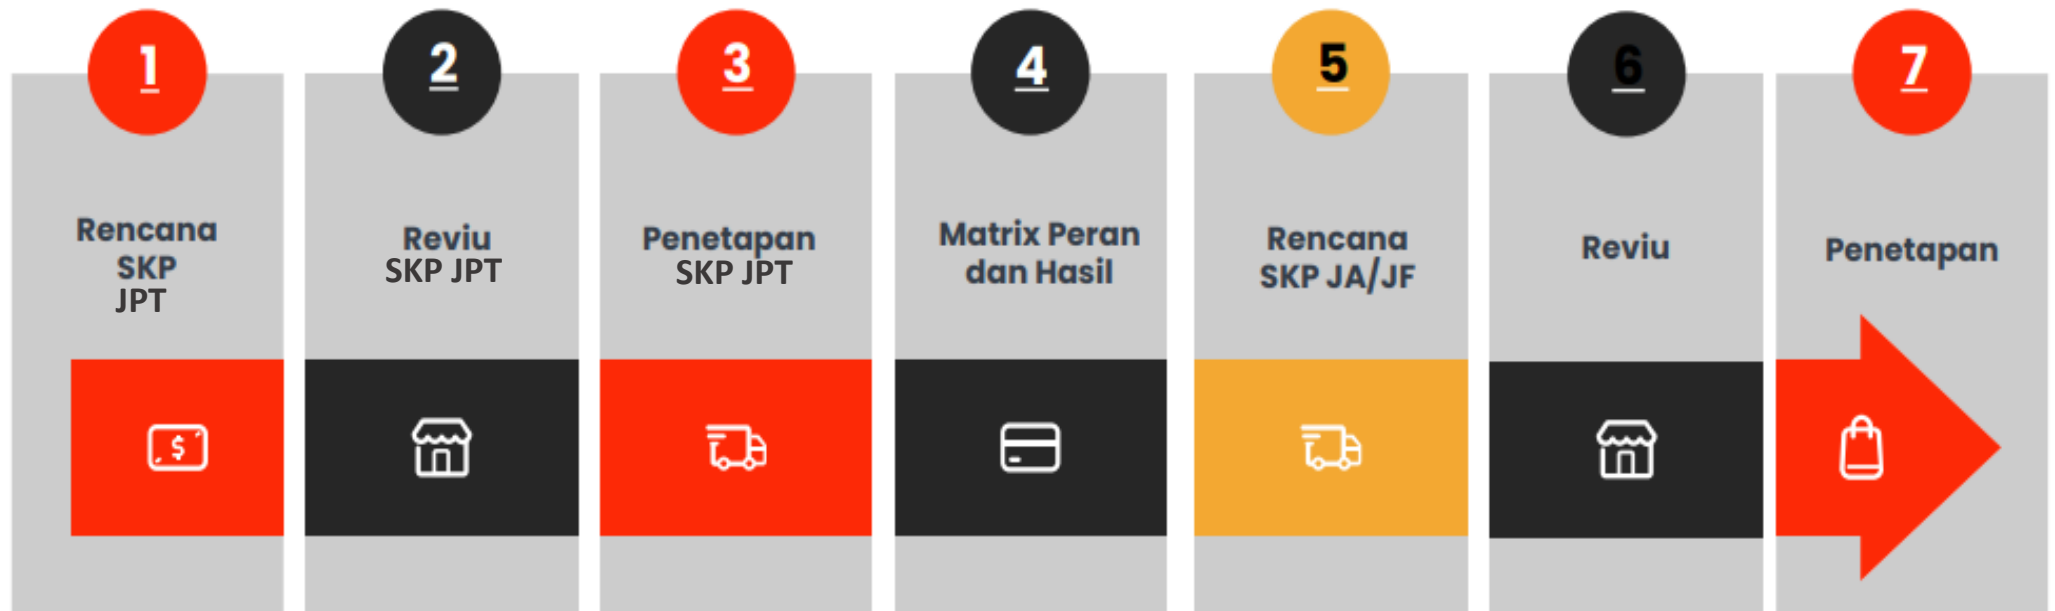 1
Rencana
SKP
JPT
2
Reviu
SKP JPT
3
Penetapan
SKP JPT
4
Matrix Peran
dan Hasil
5
Rencana
SKP JA/JF
6
Reviu
7
Penetapan
$